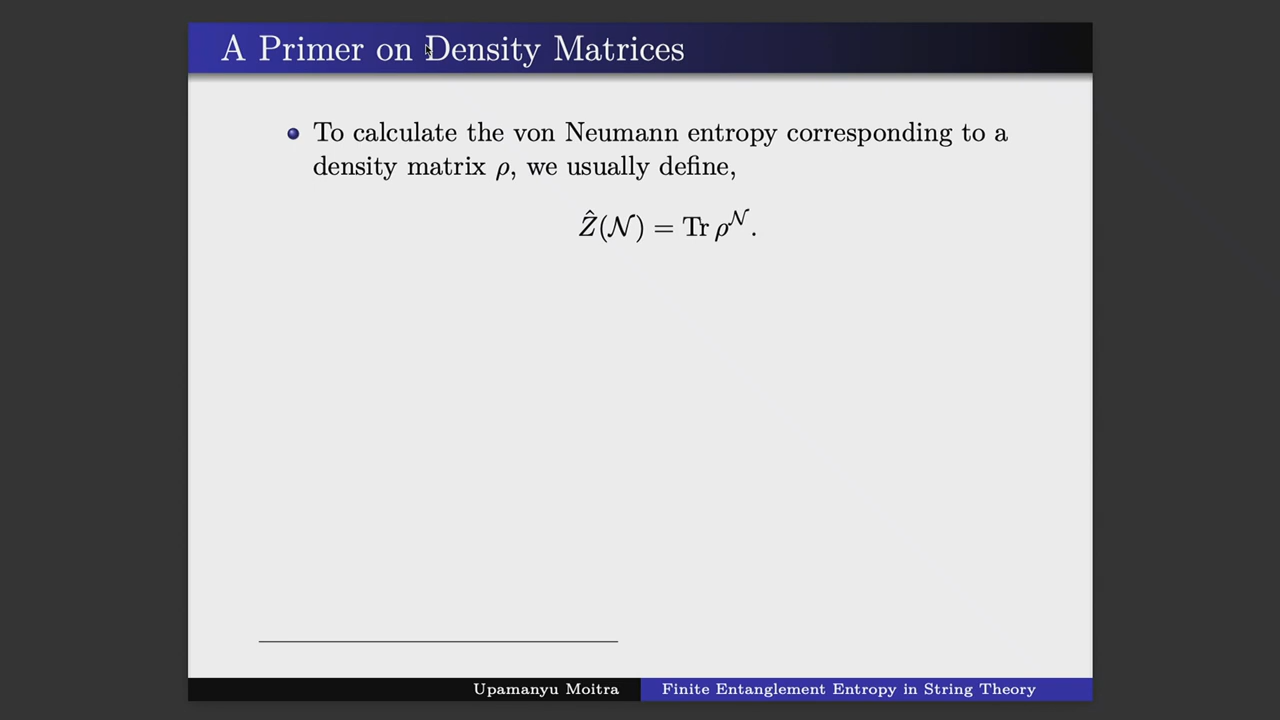 A Primer on Density Matrices
To calculate the von Neumann entropy corresponding to a
density matrix ρ, we usually define,
Ẑ(𝒩) = Tr ρ^𝒩.
Upamanyu Moitra
Finite Entanglement Entropy in String Theory